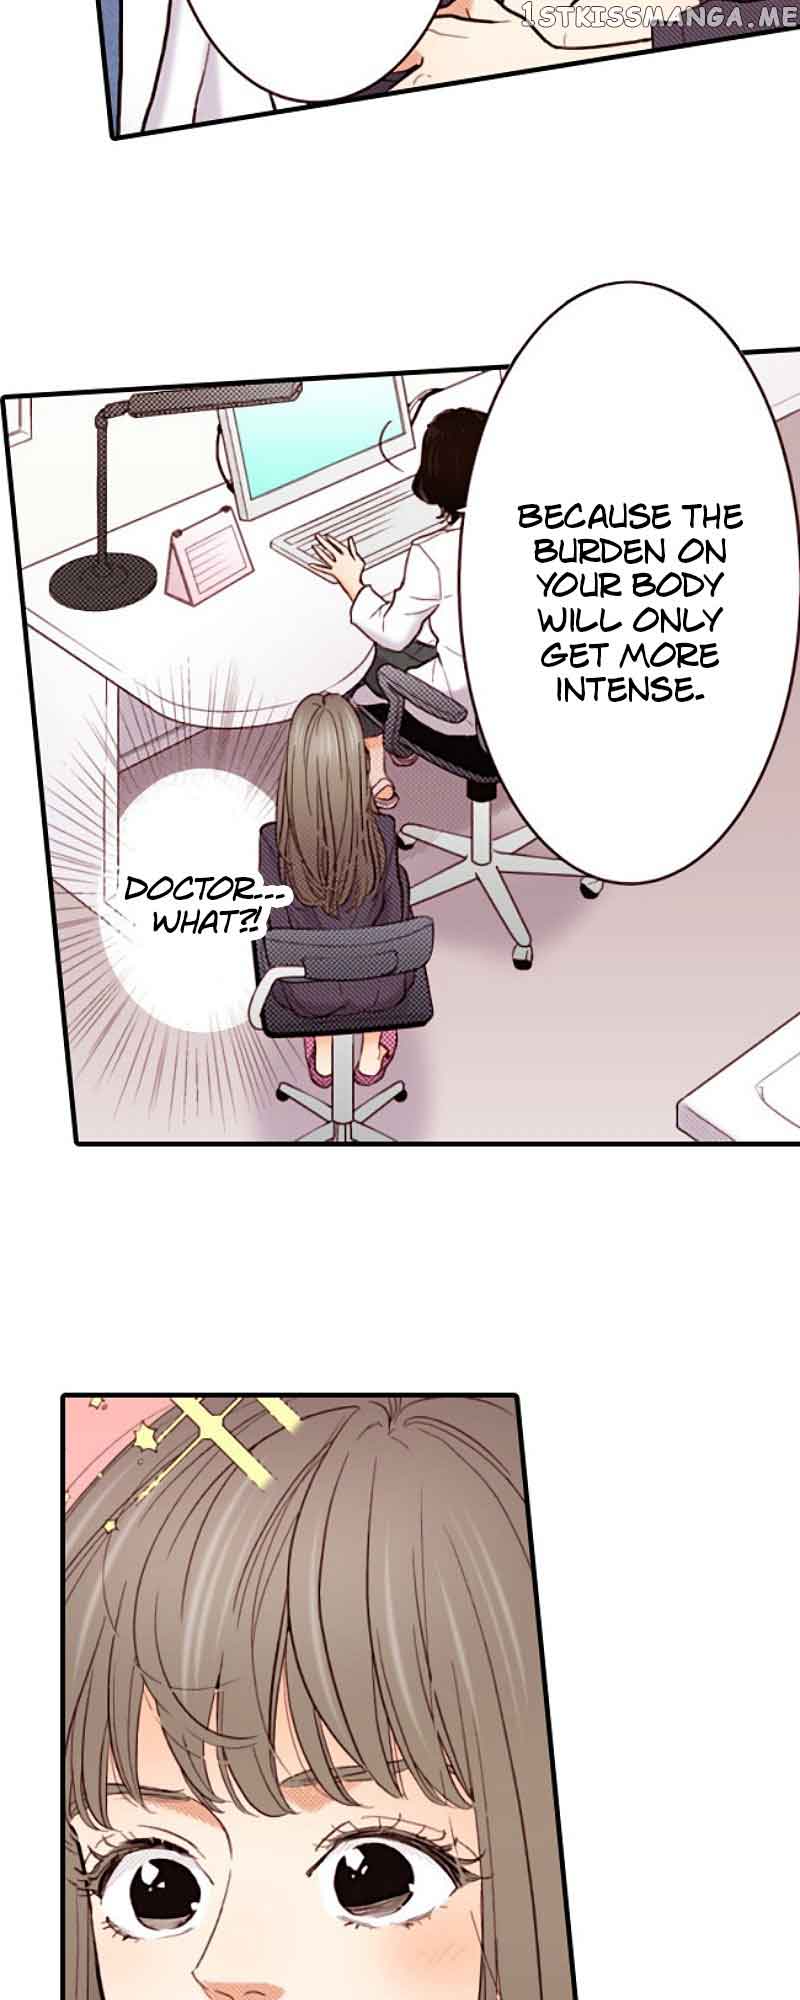 1STKISSMANGA.ME
BECAUSE THE
BURDEN ON
YOUR BODY
WILL ONLY
GET MORE
INTENSE.
DOCTOR...
WHAT?!